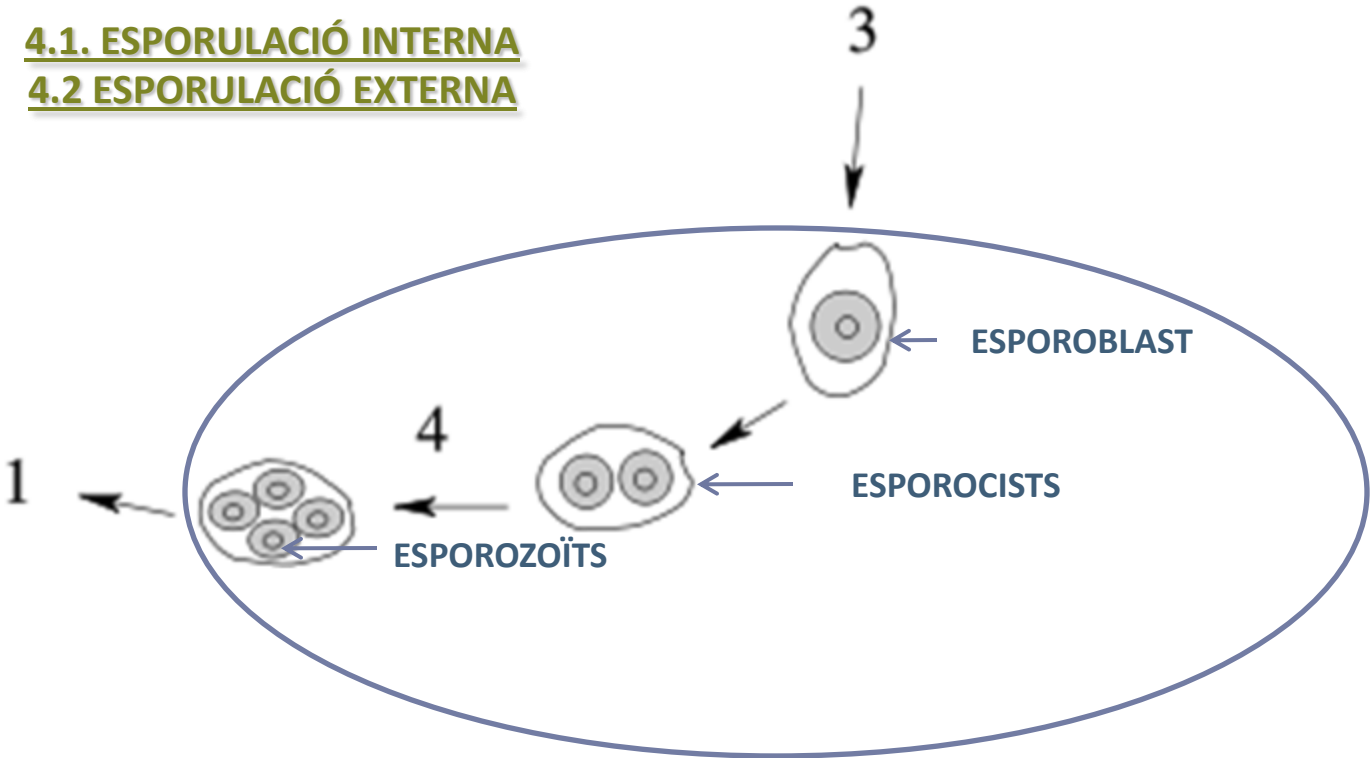 4.1. ESPORULACIÓ INTERNA
4.2 ESPORULACIÓ EXTERNA
3
ESPOROBLAST
4
1
ESPOROCISTS
ESPOROZOÏTS